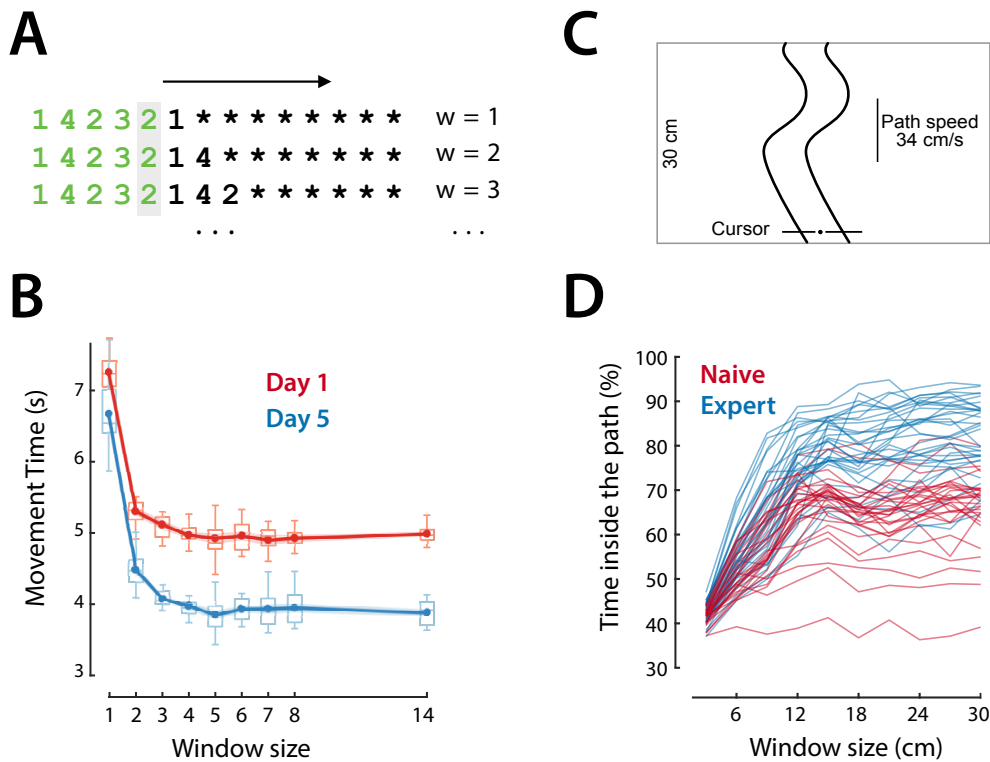 A
1 4 2 3 2 1 * * * * * * * * w = 1
1 4 2 3 2 1 4 * * * * * * * w = 2
1 4 2 3 2 1 4 2 * * * * * * w = 3
. . . . . .
C
30 cm
Path speed
34 cm/s
Cursor
B
Movement Time (s)
7
6
5
4
3
Day 1
Day 5
1 2 3 4 5 6 7 8 14
Window size
D
Time inside the path (%)
100
90
80
70
60
50
40
30
Naive
Expert
6 12 18 24 30
Window size (cm)